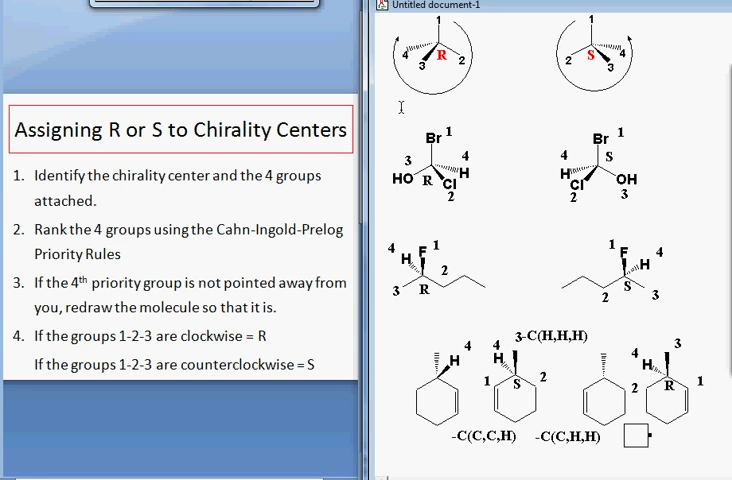 Untitled document-1
Assigning R or S to Chirality Centers
1. Identify the chirality center and the 4 groups
attached.
2. Rank the 4 groups using the Cahn-Ingold-Prelog
Priority Rules
3. If the 4th priority group is not pointed away from
you, redraw the molecule so that it is.
4. If the groups 1-2-3 are clockwise = R
If the groups 1-2-3 are counterclockwise = S
1
4 R 2
3
1
2 S 4
3
Br 1
3 4
HO R Cl H
2
Br 1
4 S
H Cl OH
2 3
4 F 1
H 2
3 R
1 F 4
H
2 S 3
3-C(H,H,H)
4
H
4
H
1 S 2
3
4
H
2 R 1
-C(C,C,H) -C(C,H,H)